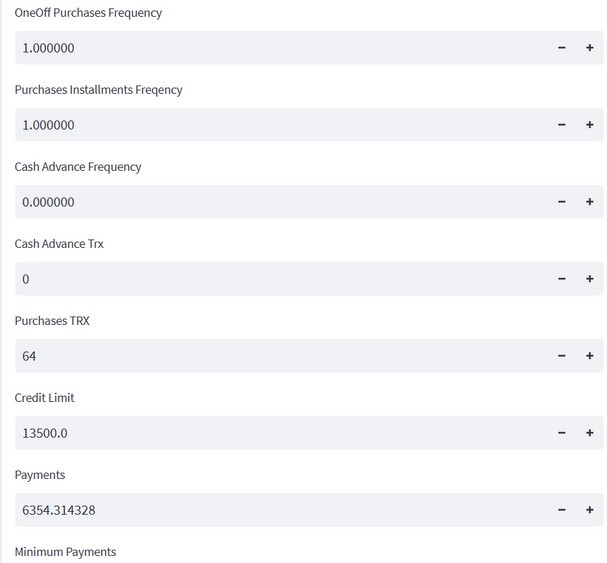 OneOff Purchases Frequency
1.000000
Purchases Installments Freqency
1.000000
Cash Advance Frequency
0.000000
Cash Advance Trx
0
Purchases TRX
64
Credit Limit
13500.0
Payments
6354.314328
Minimum Payments